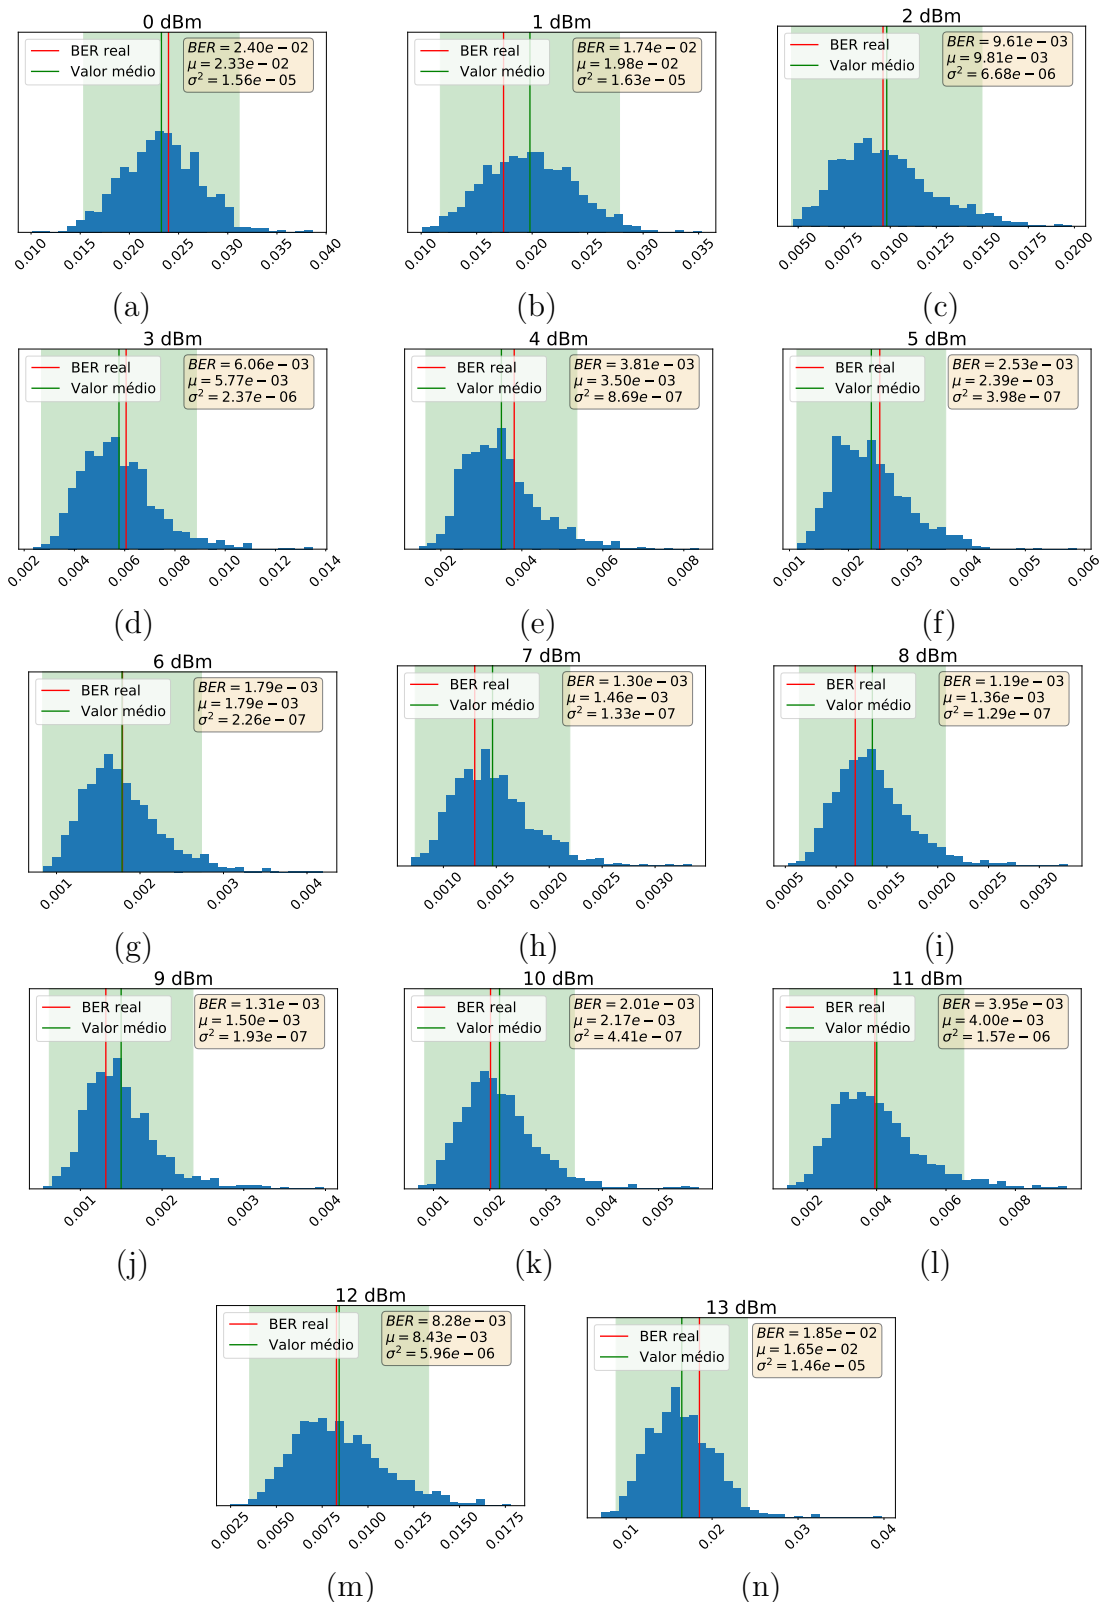 0 dBm
BER real
Valor médio
BER = 2.40e − 02
μ = 2.33e − 02
σ² = 1.56e − 05
0.010 0.015 0.020 0.025 0.030 0.035 0.040
(a)
1 dBm
BER real
Valor médio
BER = 1.74e − 02
μ = 1.98e − 02
σ² = 1.63e − 05
0.010 0.015 0.020 0.025 0.030 0.035
(b)
2 dBm
BER real
Valor médio
BER = 9.61e − 03
μ = 9.81e − 03
σ² = 6.68e − 06
0.0050 0.0075 0.0100 0.0125 0.0150 0.0175 0.0200
(c)
3 dBm
BER real
Valor médio
BER = 6.06e − 03
μ = 5.77e − 03
σ² = 2.37e − 06
0.002 0.004 0.006 0.008 0.010 0.012 0.014
(d)
4 dBm
BER real
Valor médio
BER = 3.81e − 03
μ = 3.50e − 03
σ² = 8.69e − 07
0.002 0.004 0.006 0.008
(e)
5 dBm
BER real
Valor médio
BER = 2.53e − 03
μ = 2.39e − 03
σ² = 3.98e − 07
0.001 0.002 0.003 0.004 0.005 0.006
(f)
6 dBm
BER real
Valor médio
BER = 1.79e − 03
μ = 1.79e − 03
σ² = 2.26e − 07
0.001 0.002 0.003 0.004
(g)
7 dBm
BER real
Valor médio
BER = 1.30e − 03
μ = 1.46e − 03
σ² = 1.33e − 07
0.0010 0.0015 0.0020 0.0025 0.0030
(h)
8 dBm
BER real
Valor médio
BER = 1.19e − 03
μ = 1.36e − 03
σ² = 1.29e − 07
0.0005 0.0010 0.0015 0.0020 0.0025 0.0030
(i)
9 dBm
BER real
Valor médio
BER = 1.31e − 03
μ = 1.50e − 03
σ² = 1.93e − 07
0.001 0.002 0.003 0.004
(j)
10 dBm
BER real
Valor médio
BER = 2.01e − 03
μ = 2.17e − 03
σ² = 4.41e − 07
0.001 0.002 0.003 0.004 0.005
(k)
11 dBm
BER real
Valor médio
BER = 3.95e − 03
μ = 4.00e − 03
σ² = 1.57e − 06
0.002 0.004 0.006 0.008
(l)
12 dBm
BER real
Valor médio
BER = 8.28e − 03
μ = 8.43e − 03
σ² = 5.96e − 06
0.0025 0.0050 0.0075 0.0100 0.0125 0.0150 0.0175
(m)
13 dBm
BER real
Valor médio
BER = 1.85e − 02
μ = 1.65e − 02
σ² = 1.46e − 05
0.01 0.02 0.03 0.04
(n)